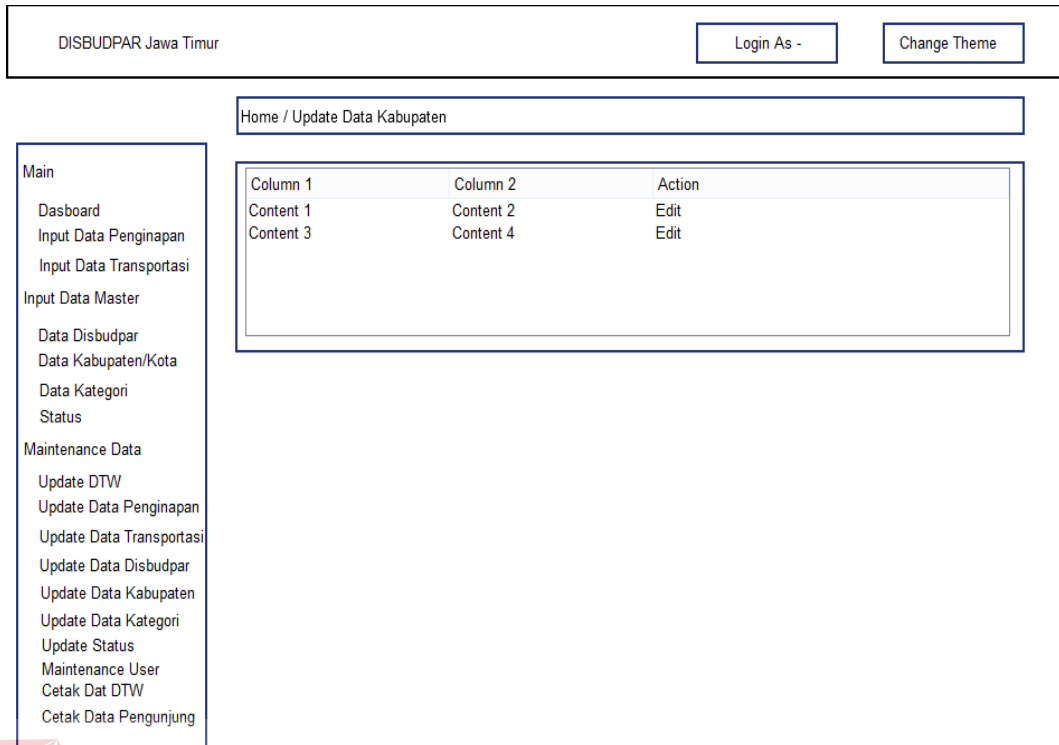 DISBUDPAR Jawa Timur
Login As -
Change Theme
Home / Update Data Kabupaten
Main
Dasboard
Input Data Penginapan
Input Data Transportasi
Input Data Master
Data Disbudpar
Data Kabupaten/Kota
Data Kategori
Status
Maintenance Data
Update DTW
Update Data Penginapan
Update Data Transportasi
Update Data Disbudpar
Update Data Kabupaten
Update Data Kategori
Update Status
Maintenance User
Cetak Dat DTW
Cetak Data Pengunjung
Column 1 Column 2 Action
Content 1 Content 2 Edit
Content 3 Content 4 Edit